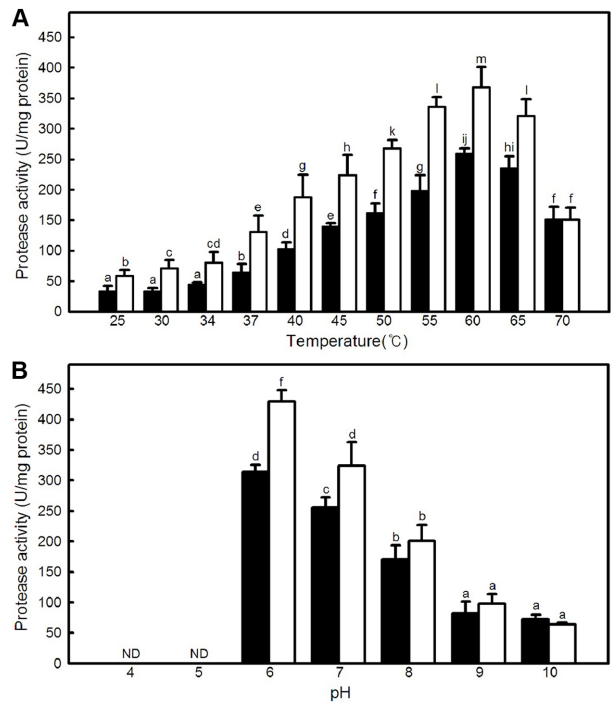 A
Protease activity (U/mg protein)
450
400
350
300
250
200
150
100
50
0
a b a c a cd b e d g e h f k g l ij m hi l f f
25 30 34 37 40 45 50 55 60 65 70
Temperature(℃)
B
Protease activity (U/mg protein)
450
400
350
300
250
200
150
100
50
0
ND ND d f c d b b a a a a
4 5 6 7 8 9 10
pH